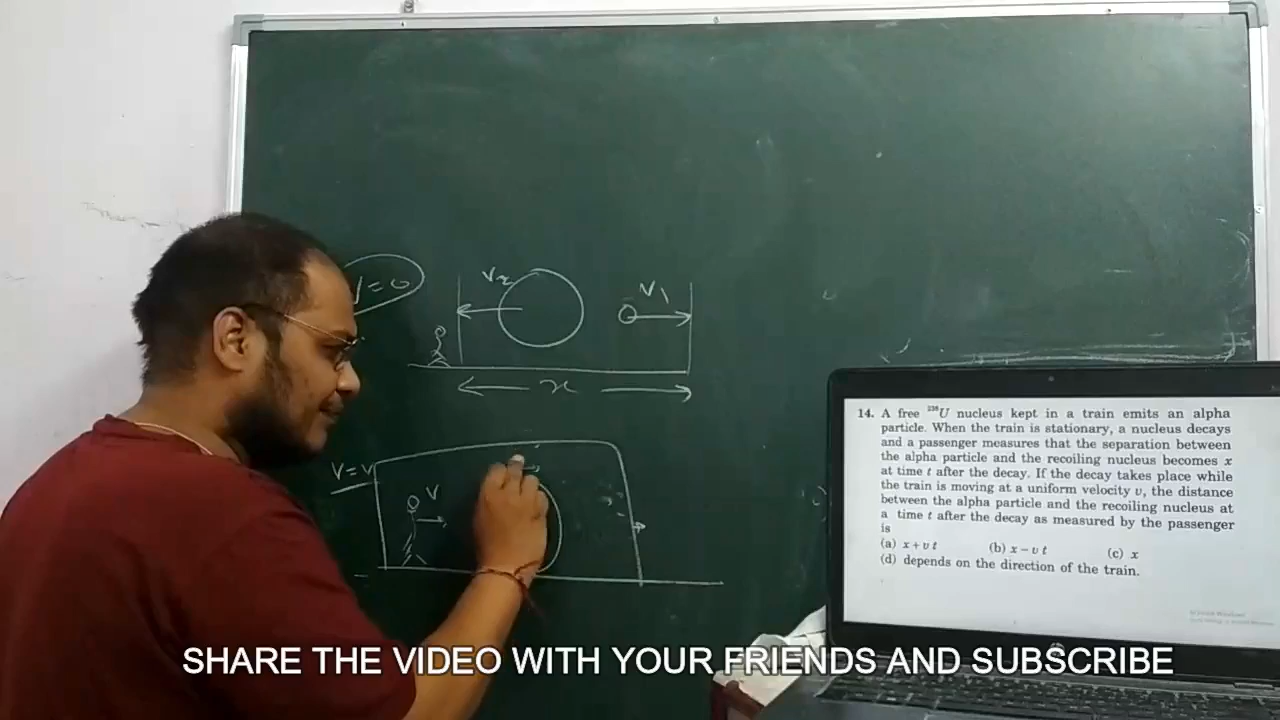 V=0
V₂
V₁
x
V=V
V
14. A free ²³⁸U nucleus kept in a train emits an alpha
particle. When the train is stationary, a nucleus decays
and a passenger measures that the separation between
the alpha particle and the recoiling nucleus becomes x
at time t after the decay. If the decay takes place while
the train is moving at a uniform velocity v, the distance
between the alpha particle and the recoiling nucleus at
a time t after the decay as measured by the passenger
is
(a) x + v t (b) x − v t (c) x
(d) depends on the direction of the train.
SHARE THE VIDEO WITH YOUR FRIENDS AND SUBSCRIBE